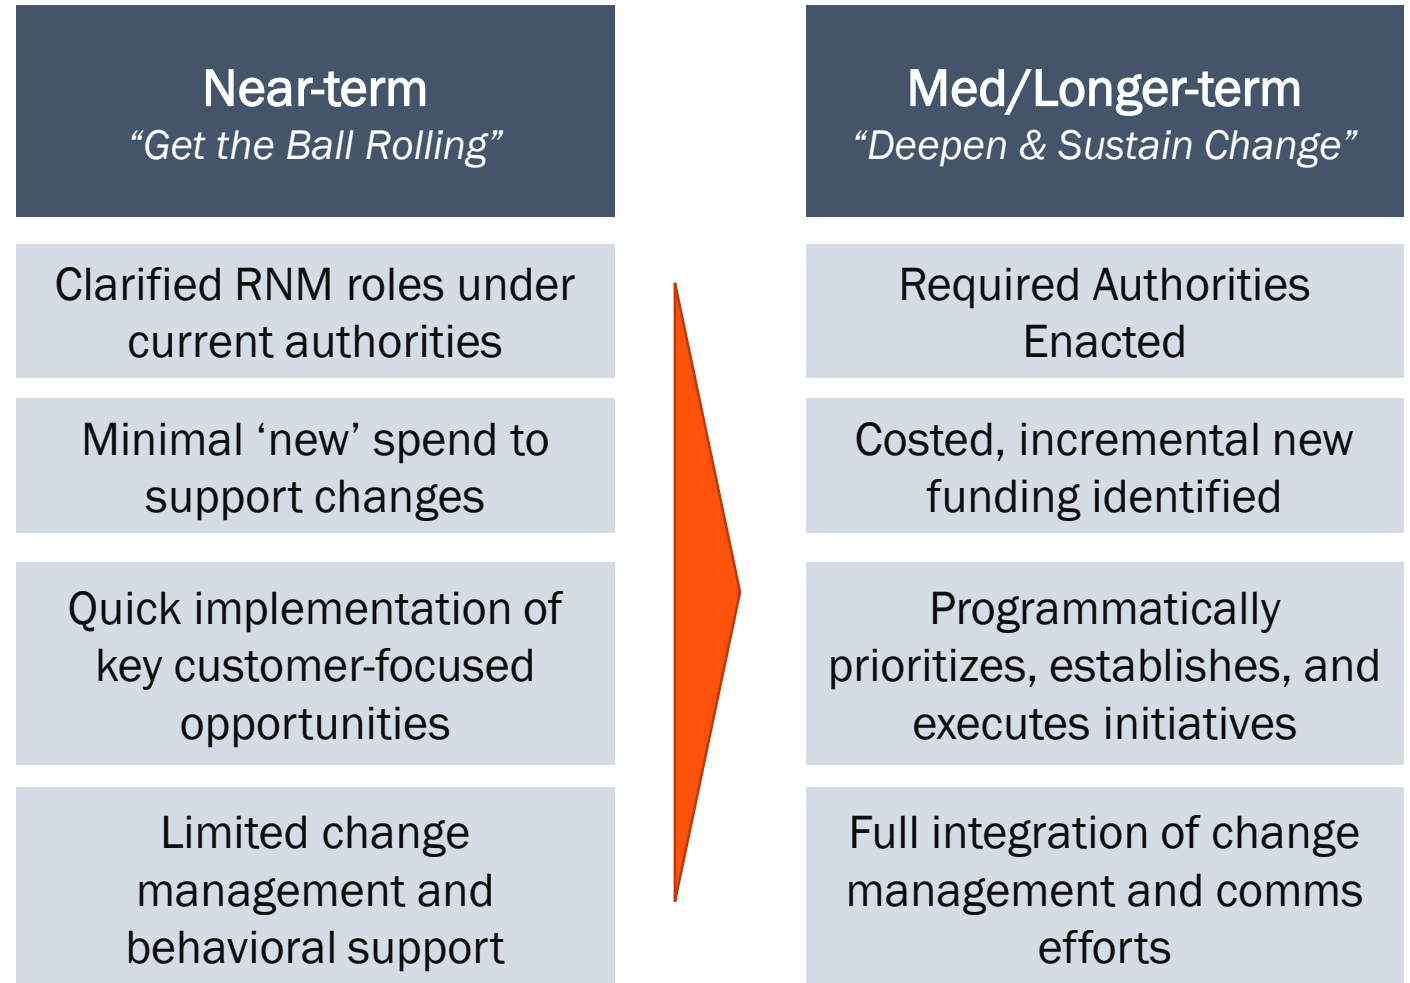 Near-term
“Get the Ball Rolling”
Clarified RNM roles under
current authorities
Minimal ‘new’ spend to
support changes
Quick implementation of
key customer-focused
opportunities
Limited change
management and
behavioral support
Med/Longer-term
“Deepen & Sustain Change”
Required Authorities
Enacted
Costed, incremental new
funding identified
Programmatically
prioritizes, establishes, and
executes initiatives
Full integration of change
management and comms
efforts